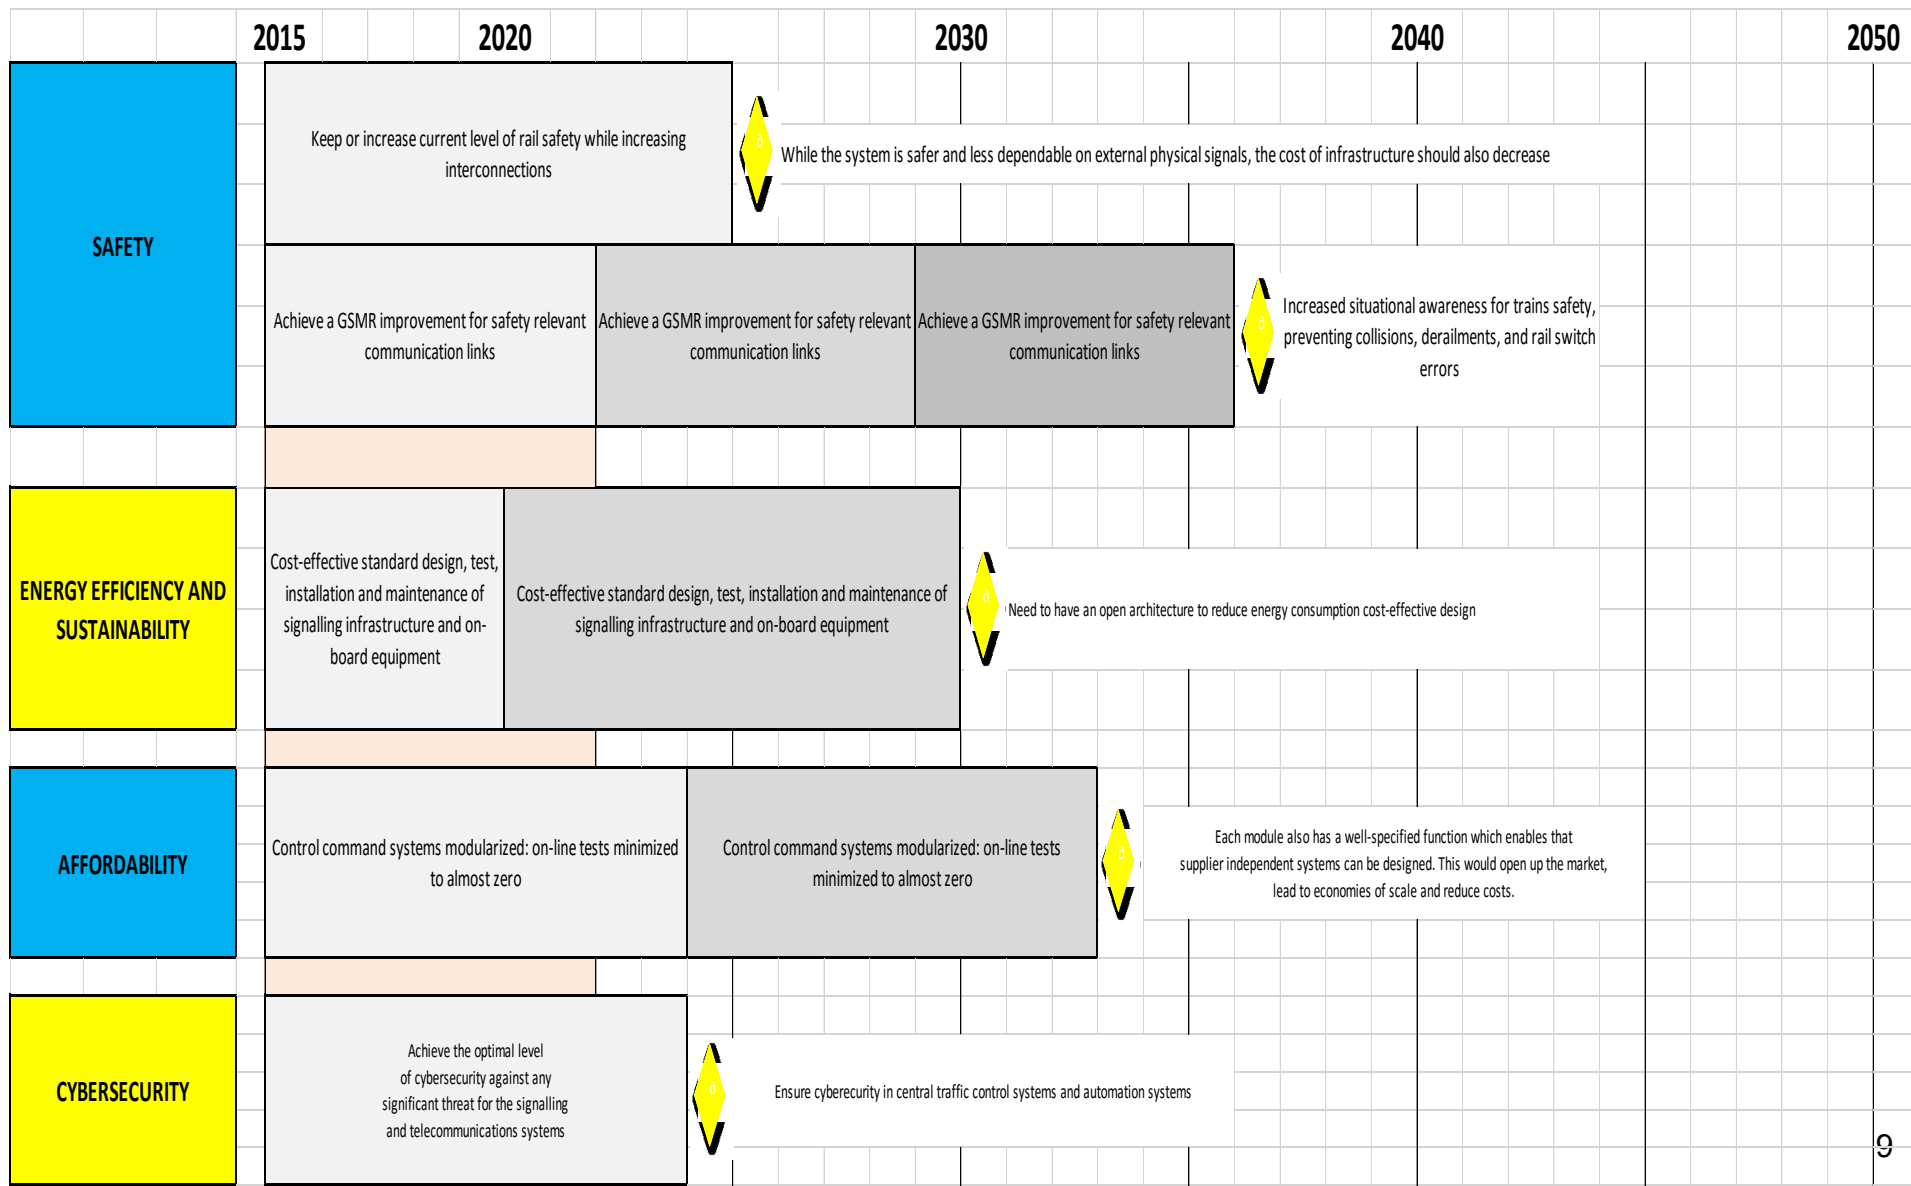 2015 2020 2030 2040 2050
SAFETY
Keep or increase current level of rail safety while increasing
interconnections
While the system is safer and less dependable on external physical signals, the cost of infrastructure should also decrease
Achieve a GSMR improvement for safety relevant
communication links
Achieve a GSMR improvement for safety relevant
communication links
Achieve a GSMR improvement for safety relevant
communication links
Increased situational awareness for trains safety,
preventing collisions, derailments, and rail switch
errors
ENERGY EFFICIENCY AND
SUSTAINABILITY
Cost-effective standard design, test,
installation and maintenance of
signalling infrastructure and on-
board equipment
Cost-effective standard design, test, installation and maintenance of
signalling infrastructure and on-board equipment
Need to have an open architecture to reduce energy consumption cost-effective design
AFFORDABILITY
Control command systems modularized: on-line tests minimized
to almost zero
Control command systems modularized: on-line tests
minimized to almost zero
Each module also has a well-specified function which enables that
supplier independent systems can be designed. This would open up the market,
lead to economies of scale and reduce costs.
CYBERSECURITY
Achieve the optimal level
of cybersecurity against any
significant threat for the signalling
and telecommunications systems
Ensure cyberecurity in central traffic control systems and automation systems
9